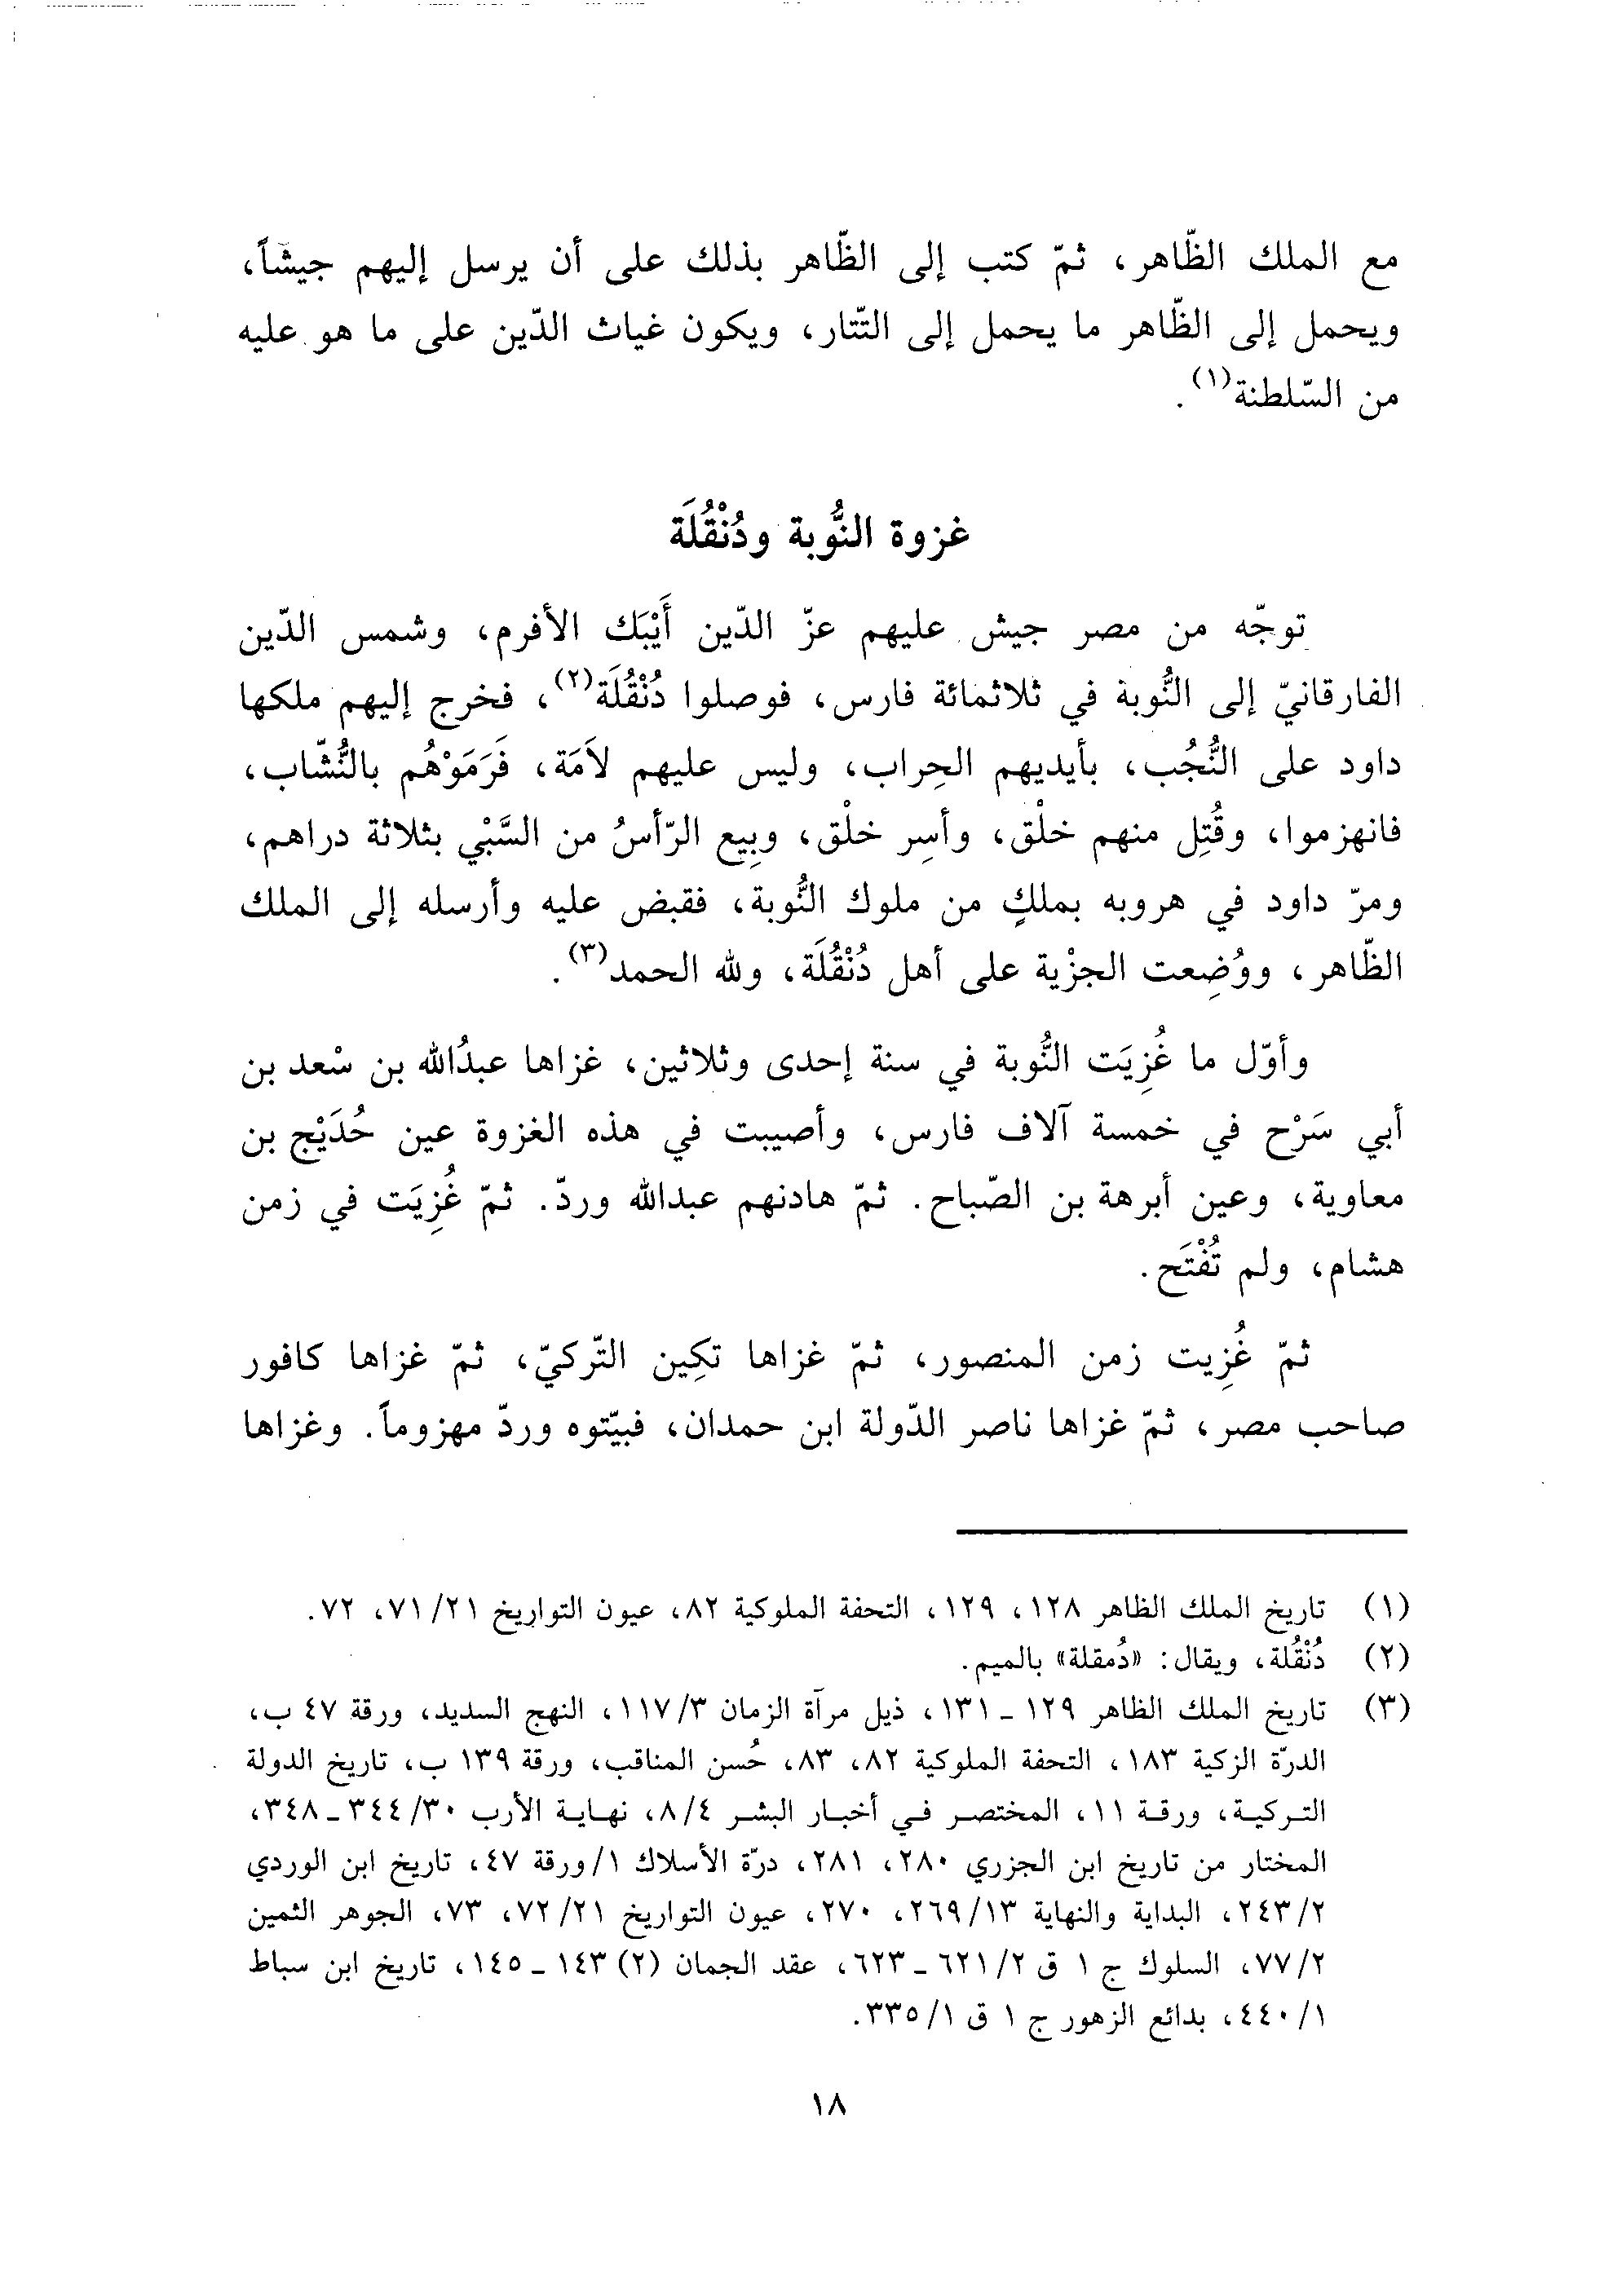 مع الملك الظّاهر، ثمّ كتب إلى الظّاهر بذلك على أن يرسل إليهم جيشاً،
ويحمل إلى الظّاهر ما يحمل إلى التّتار، ويكون غياث الدّين على ما هو عليه
من السّلطنة(١).
غزوة النُّوبة ودُنْقُلَة
توجّه من مصر جيش عليهم عزّ الدّين أَيْبَك الأفرم، وشمس الدّين
الفارقانيّ إلى النُّوبة في ثلاثمائة فارس، فوصلوا دُنْقُلَة(٢)، فخرج إليهم ملكها
داود على النُّجُب، بأيديهم الحِراب، وليس عليهم لاَمَة، فَرَمَوْهُم بالنُّشّاب،
فانهزموا، وقُتِل منهم خلْق، وأسِر خلْق، وبِيع الرّأسُ من السَّبْي بثلاثة دراهم،
ومرّ داود في هروبه بملكٍ من ملوك النُّوبة، فقبض عليه وأرسله إلى الملك
الظّاهر، ووُضِعت الجزْية على أهل دُنْقُلَة، ولله الحمد(٣).
وأوّل ما غُزِيَت النُّوبة في سنة إحدى وثلاثين، غزاها عبدُالله بن سْعد بن
أبي سَرْح في خمسة آلاف فارس، وأصيبت في هذه الغزوة عين حُدَيْج بن
معاوية، وعين أبرهة بن الصّباح. ثمّ هادنهم عبدالله وردّ. ثمّ غُزِيَت في زمن
هشام، ولم تُفْتَح.
ثمّ غُزِيت زمن المنصور، ثمّ غزاها تكِين التّركيّ، ثمّ غزاها كافور
صاحب مصر، ثمّ غزاها ناصر الدّولة ابن حمدان، فبيّتوه وردّ مهزوماً. وغزاها
(١) تاريخ الملك الظاهر ١٢٨، ١٢٩، التحفة الملوكية ٨٢، عيون التواريخ ٧١/٢١، ٧٢.
(٢) دُنْقُلة، ويقال: «دُمقلة» بالميم.
(٣) تاريخ الملك الظاهر ١٢٩ - ١٣١، ذيل مرآة الزمان ١١٧/٣، النهج السديد، ورقة ٤٧ ب،
الدرّة الزكية ١٨٣، التحفة الملوكية ٨٢، ٨٣، حُسن المناقب، ورقة ١٣٩ ب، تاريخ الدولة
التركية، ورقة ١١، المختصر في أخبار البشر ٨/٤، نهاية الأرب ٣٤٤/٣٠ - ٣٤٨،
المختار من تاريخ ابن الجزري ٢٨٠، ٢٨١، درّة الأسلاك ١/ورقة ٤٧، تاريخ ابن الوردي
٢٤٣/٢، البداية والنهاية ٢٦٩/١٣، ٢٧٠، عيون التواريخ ٧٢/٢١، ٧٣، الجوهر الثمين
٧٧/٢، السلوك ج ١ ق ٦٢١/٢ - ٦٢٣، عقد الجمان (٢) ١٤٣ - ١٤٥، تاريخ ابن سباط
٤٤٠/١، بدائع الزهور ج ١ ق ٣٣٥/١.
١٨